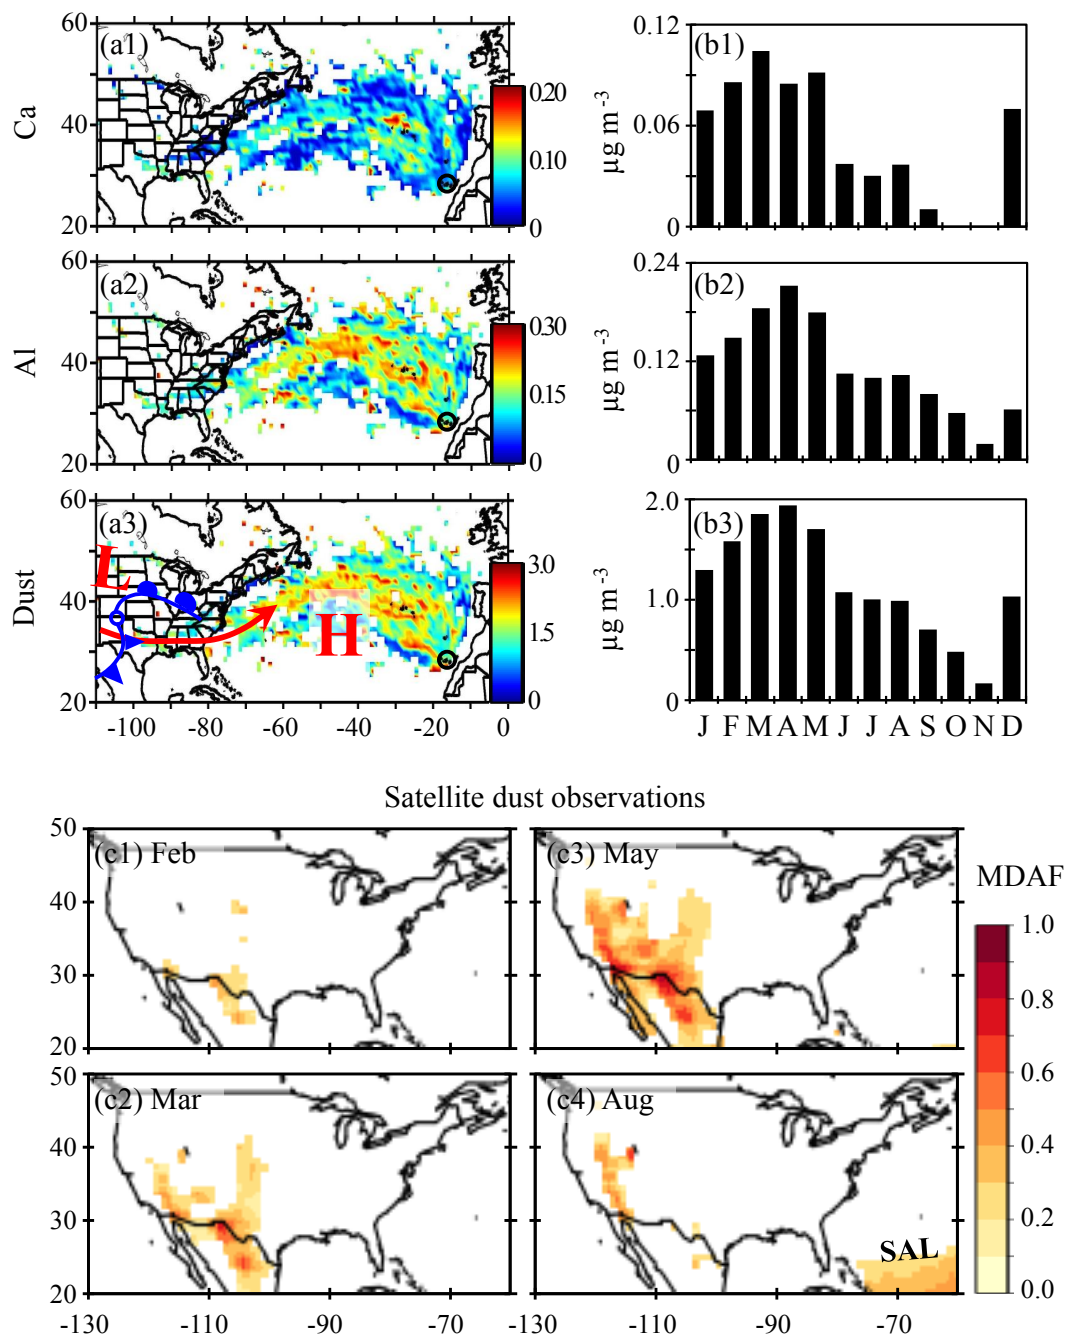 60 (a1) 0.20 0.12 (b1)
Ca 40 0.10 µg m⁻³ 0.06
20 0 0
60 (a2) 0.30 0.24 (b2)
Al 40 0.15 µg m⁻³ 0.12
20 0 0
60 (a3) 3.0 2.0 (b3)
L
Dust 40 1.5 µg m⁻³ 1.0
H
20 0 0
-100 -80 -60 -40 -20 0 J F M A M J J A S O N D
Satellite dust observations
50 (c1) Feb (c3) May MDAF
40 1.0
30 0.8
20 0.6
-130 -110 -90 -70
50 (c2) Mar (c4) Aug
40 0.4
30 0.2
SAL
20 0.0
-130 -110 -90 -70 -130 -110 -90 -70